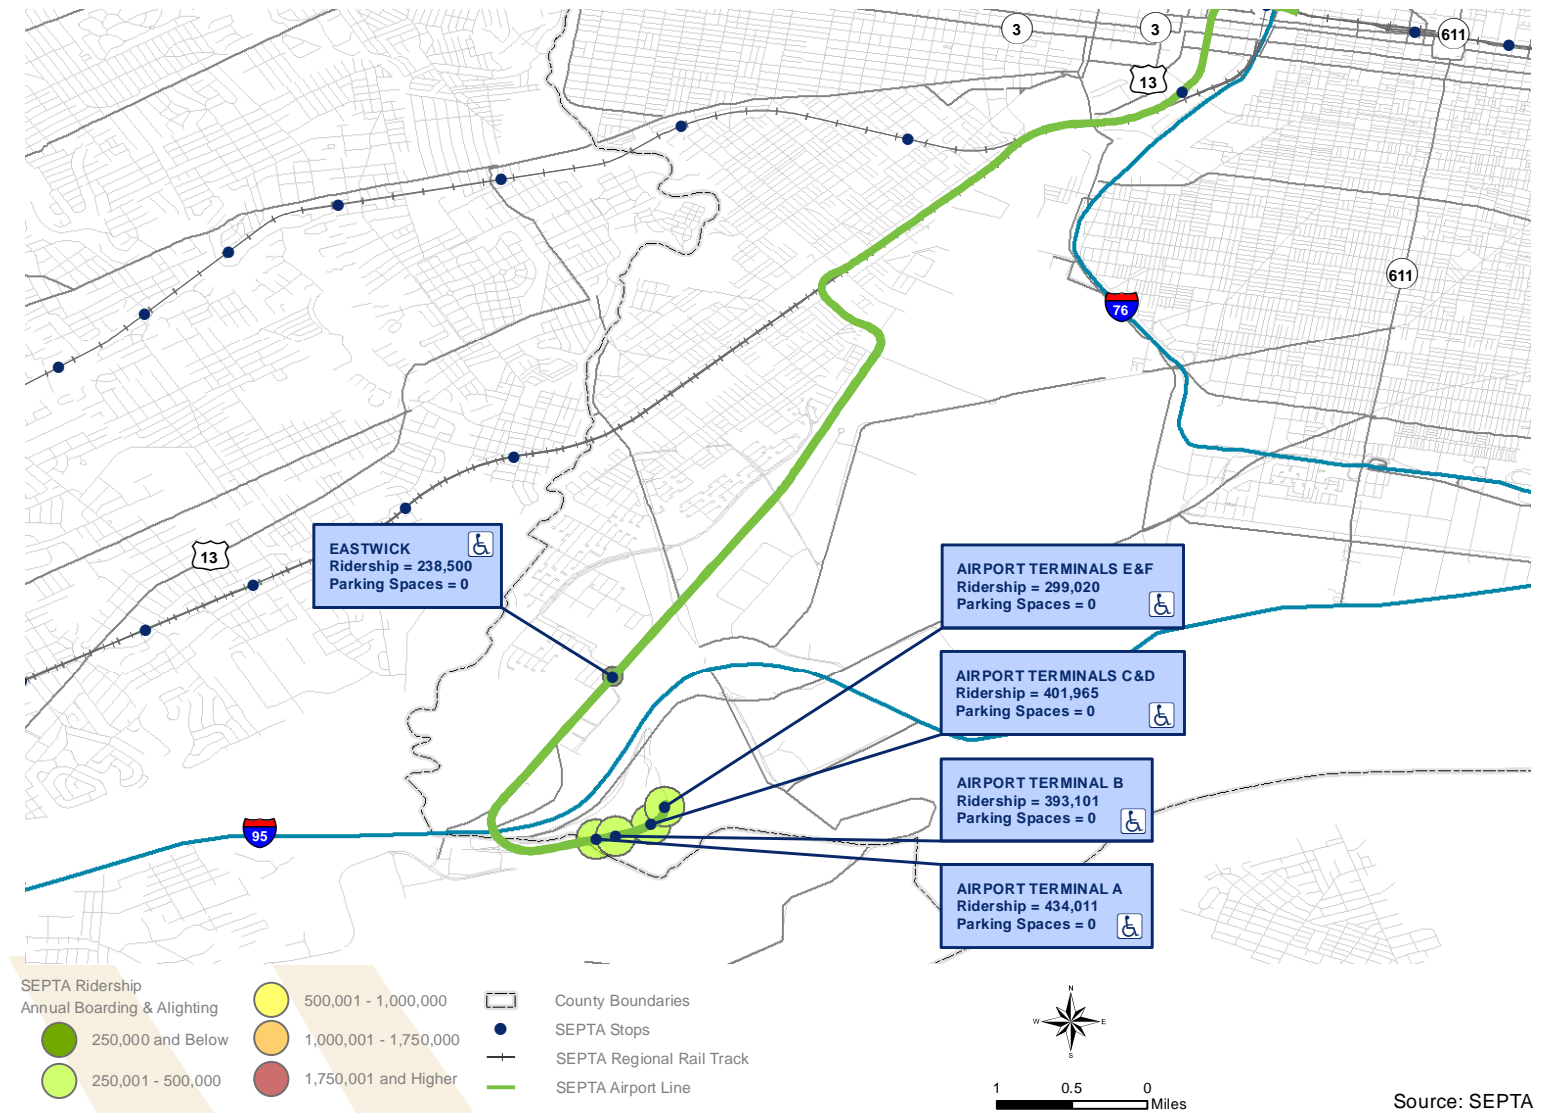 3
3
611
13
611
76
EASTWICK
Ridership = 238,500
Parking Spaces = 0
13
AIRPORT TERMINALS E&F
Ridership = 299,020
Parking Spaces = 0
AIRPORT TERMINALS C&D
Ridership = 401,965
Parking Spaces = 0
AIRPORT TERMINAL B
Ridership = 393,101
Parking Spaces = 0
95
AIRPORT TERMINAL A
Ridership = 434,011
Parking Spaces = 0
SEPTA Ridership
Annual Boarding & Alighting
250,000 and Below
250,001 - 500,000
500,001 - 1,000,000
1,000,001 - 1,750,000
1,750,001 and Higher
County Boundaries
SEPTA Stops
SEPTA Regional Rail Track
SEPTA Airport Line
N
W
E
S
1 0.5 0
Miles
Source: SEPTA